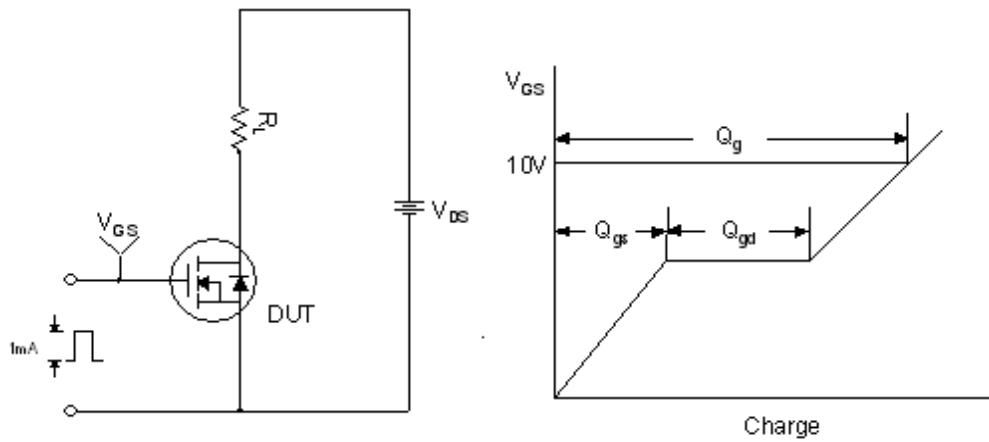 RL
VDS
VGS
DUT
1mA
VGS
10V
Qg
Qgs
Qgd
Charge